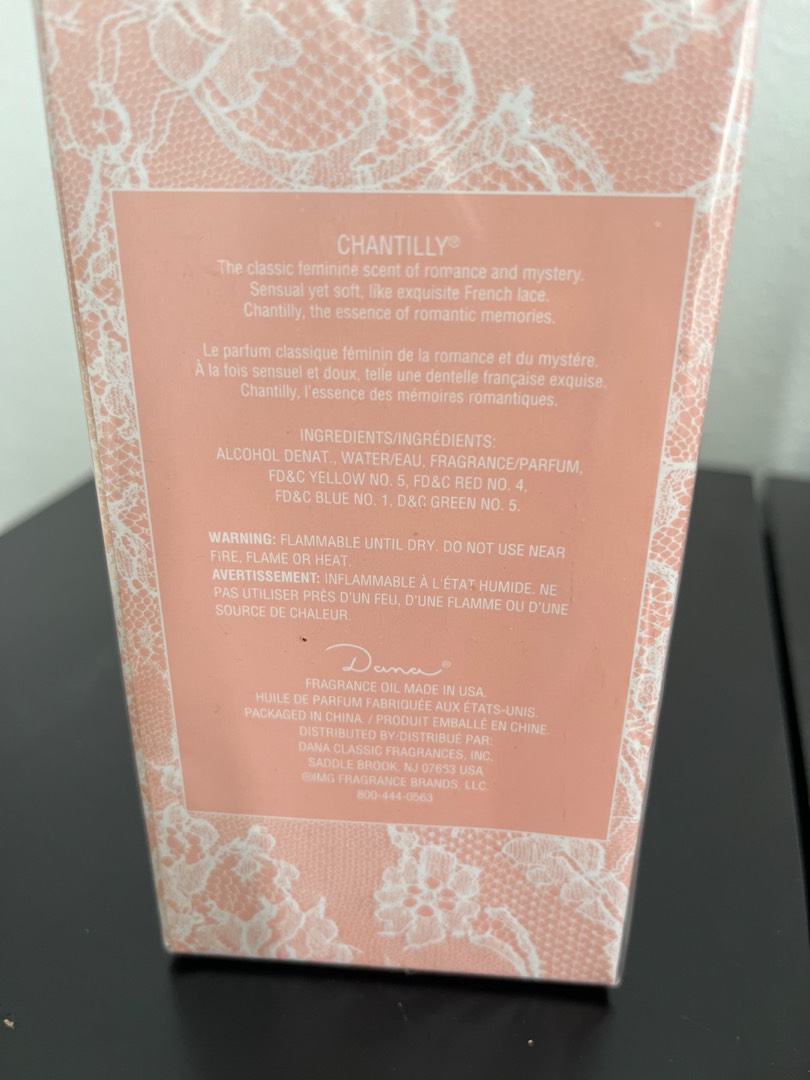 CHANTILLY®
The classic feminine scent of romance and mystery.
Sensual yet soft, like exquisite French lace.
Chantilly, the essence of romantic memories.
Le parfum classique féminin de la romance et du mystére.
À la fois sensuel et doux, telle une dentelle française exquise.
Chantilly, l'essence des mémoires romantiques.
INGREDIENTS/INGRÉDIENTS:
ALCOHOL DENAT., WATER/EAU, FRAGRANCE/PARFUM,
FD&C YELLOW NO. 5, FD&C RED NO. 4,
FD&C BLUE NO. 1, D&C GREEN NO. 5.
WARNING: FLAMMABLE UNTIL DRY. DO NOT USE NEAR
FIRE, FLAME OR HEAT.
AVERTISSEMENT: INFLAMMABLE À L'ÉTAT HUMIDE. NE
PAS UTILISER PRÈS D'UN FEU, D'UNE FLAMME OU D'UNE
SOURCE DE CHALEUR.
Dana®
FRAGRANCE OIL MADE IN USA.
HUILE DE PARFUM FABRIQUÉE AUX ÉTATS-UNIS.
PACKAGED IN CHINA. / PRODUIT EMBALLÉ EN CHINE.
DISTRIBUTED BY/DISTRIBUÉ PAR:
DANA CLASSIC FRAGRANCES, INC.
SADDLE BROOK, NJ 07653 USA
©IMG FRAGRANCE BRANDS, LLC.
800-444-0563